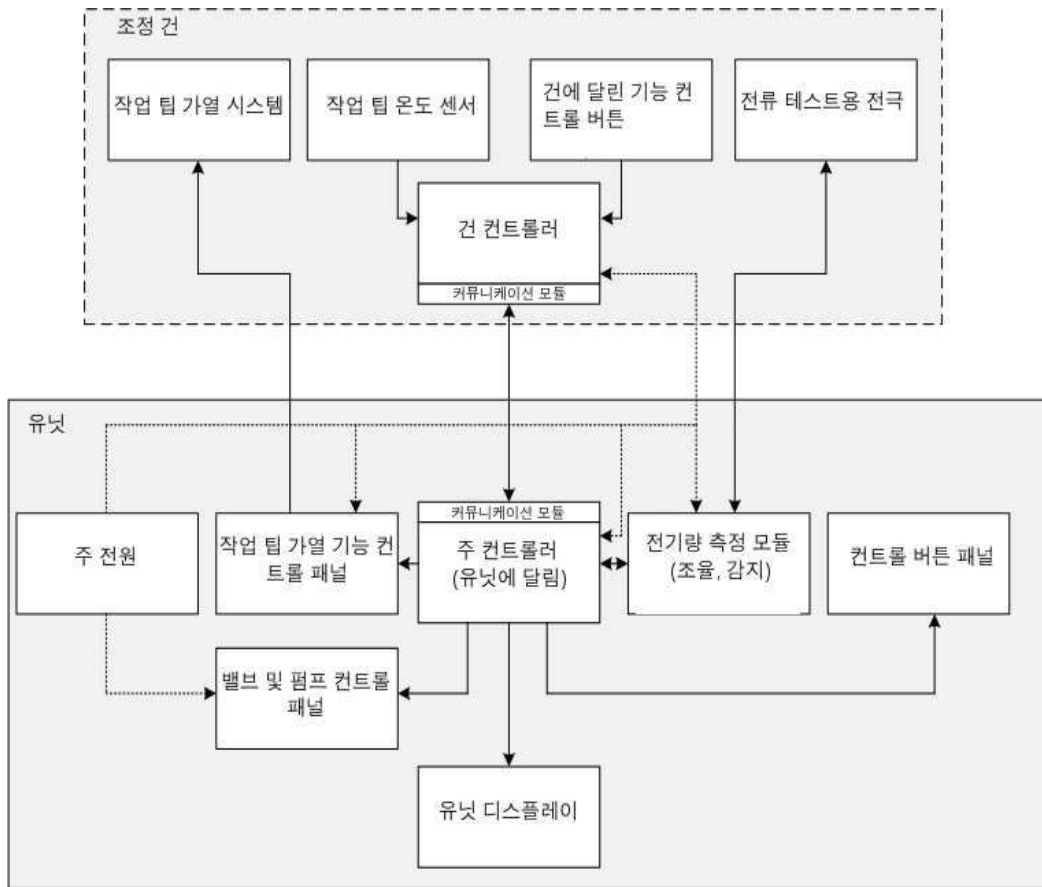 조정 건
작업 팁 가열 시스템
작업 팁 온도 센서
건에 달린 기능 컨
트롤 버튼
전류 테스트용 전극
건 컨트롤러
커뮤니케이션 모듈
유닛
주 전원
작업 팁 가열 기능 컨
트롤 패널
커뮤니케이션 모듈
주 컨트롤러
(유닛에 달림)
전기량 측정 모듈
(조율, 감지)
컨트롤 버튼 패널
밸브 및 펌프 컨트롤
패널
유닛 디스플레이